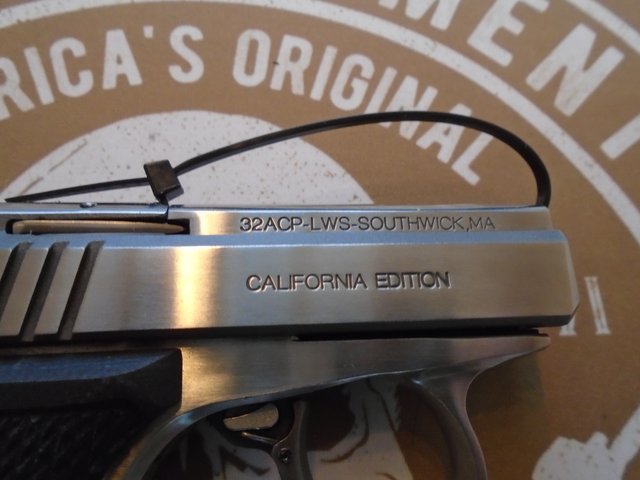 MENT
RICA'S ORIGINAL
32ACP-LWS-SOUTHWICK,MA
CALIFORNIA EDITION